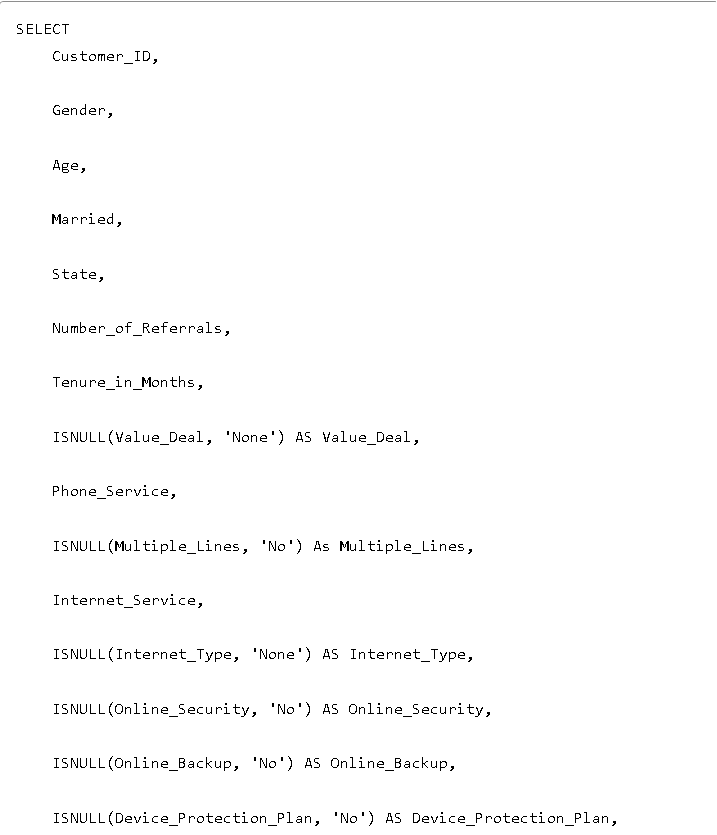 SELECT
Customer_ID,
Gender,
Age,
Married,
State,
Number_of_Referrals,
Tenure_in_Months,
ISNULL(Value_Deal, 'None') AS Value_Deal,
Phone_Service,
ISNULL(Multiple_Lines, 'No') As Multiple_Lines,
Internet_Service,
ISNULL(Internet_Type, 'None') AS Internet_Type,
ISNULL(Online_Security, 'No') AS Online_Security,
ISNULL(Online_Backup, 'No') AS Online_Backup,
ISNULL(Device_Protection_Plan, 'No') AS Device_Protection_Plan,